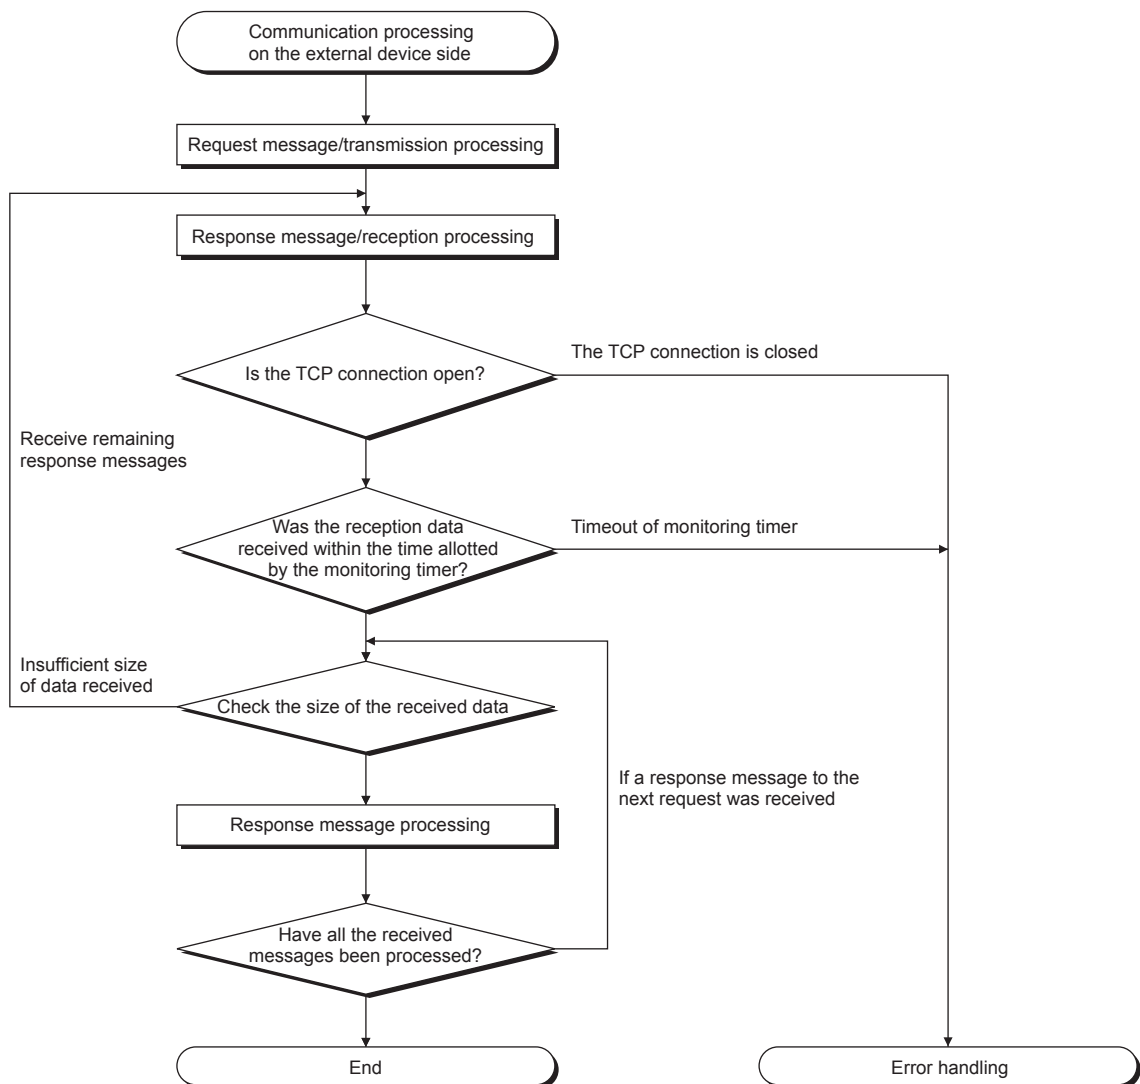 Communication processing
on the external device side
Request message/transmission processing
Response message/reception processing
The TCP connection is closed
Is the TCP connection open?
Receive remaining
response messages
Was the reception data
received within the time allotted
by the monitoring timer?
Timeout of monitoring timer
Insufficient size
of data received
Check the size of the received data
If a response message to the
next request was received
Response message processing
Have all the received
messages been processed?
End
Error handling